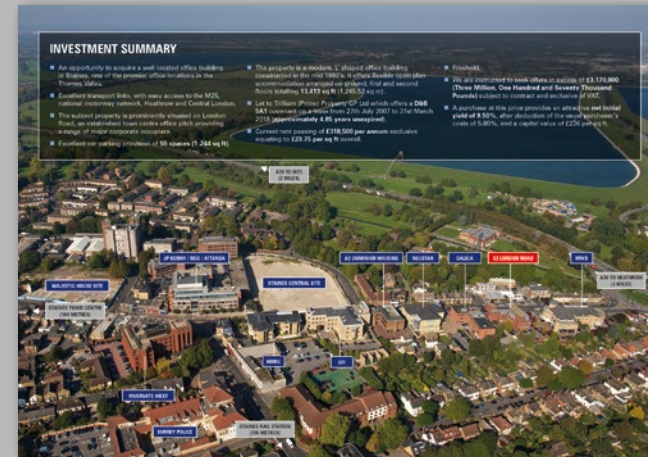 INVESTMENT SUMMARY
An opportunity to acquire a well located office building
in Staines, one of the premier office locations in the
Thames Valley.
Excellent transport links, with easy access to the M25,
national motorway network, Heathrow and Central London.
The subject property is prominently situated on London
Road, an established town centre office pitch providing
a range of major corporate occupiers.
Excellent car parking provision of 55 spaces (1:244 sq ft).
The property is a modern 'L' shaped office building
constructed in the mid 1980's. It offers flexible open plan
accommodation arranged on ground, first and second
floors totalling 13,413 sq ft (1,245.53 sq m).
Let to Trillium (Prime) Property GP Ltd which offers a D&B
5A1 covenant on a lease from 27th July 2007 to 31st March
2018 (approximately 4.85 years unexpired).
Current rent passing of £318,500 per annum exclusive
equating to £23.75 per sq ft overall.
Freehold.
We are instructed to seek offers in excess of £3,170,000
(Three Million, One Hundred and Seventy Thousand
Pounds) subject to contract and exclusive of VAT.
A purchase at this price provides an attractive net initial
yield of 9.50%, after deduction of the usual purchaser's
costs of 5.80%, and a capital value of £236 per sq ft.
A30 TO M25
(2 MILES)
JP KENNY / NGG / ATTENDA
A2 DOMINION HOUSING
GALEIA
62 LONDON ROAD
MAJESTIC HOUSE SITE
STAINES CENTRAL SITE
A30 TO HEATHROW
(5 MILES)
STAINES TOWN CENTRE
RIVERGATE WEST
SURREY POLICE
STAINES RAIL STATION